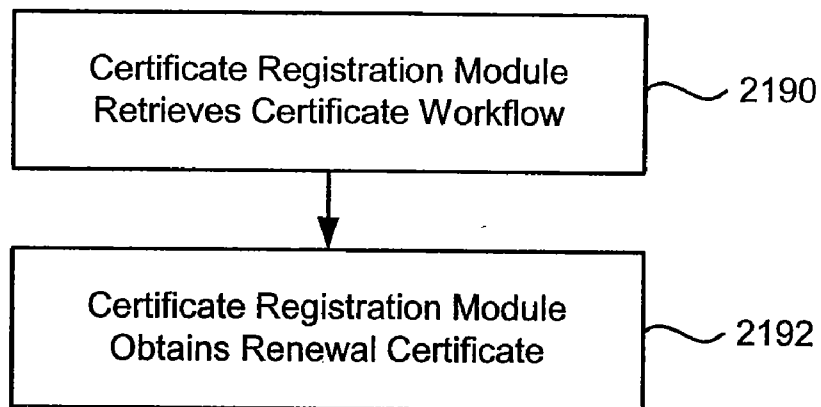 Certificate Registration Module
Retrieves Certificate Workflow
2190
Certificate Registration Module
Obtains Renewal Certificate
2192